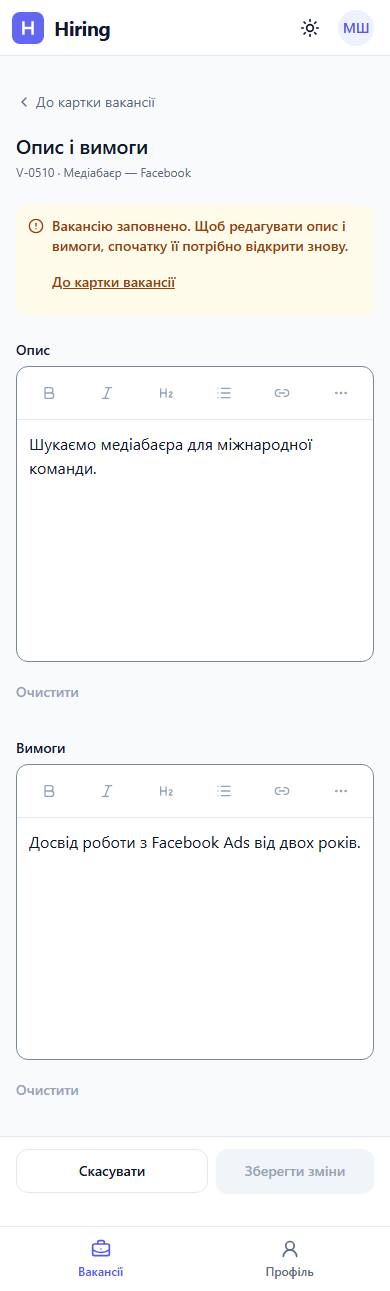 H Hiring МШ
До картки вакансії
Опис і вимоги
V-0510 · Медіабаєр — Facebook
Вакансію заповнено. Щоб редагувати опис і
вимоги, спочатку її потрібно відкрити знову.
До картки вакансії
Опис
B I H2
Шукаємо медіабаєра для міжнародної
команди.
Очистити
Вимоги
B I H2
Досвід роботи з Facebook Ads від двох років.
Очистити
Скасувати Зберегти зміни
Вакансії Профіль